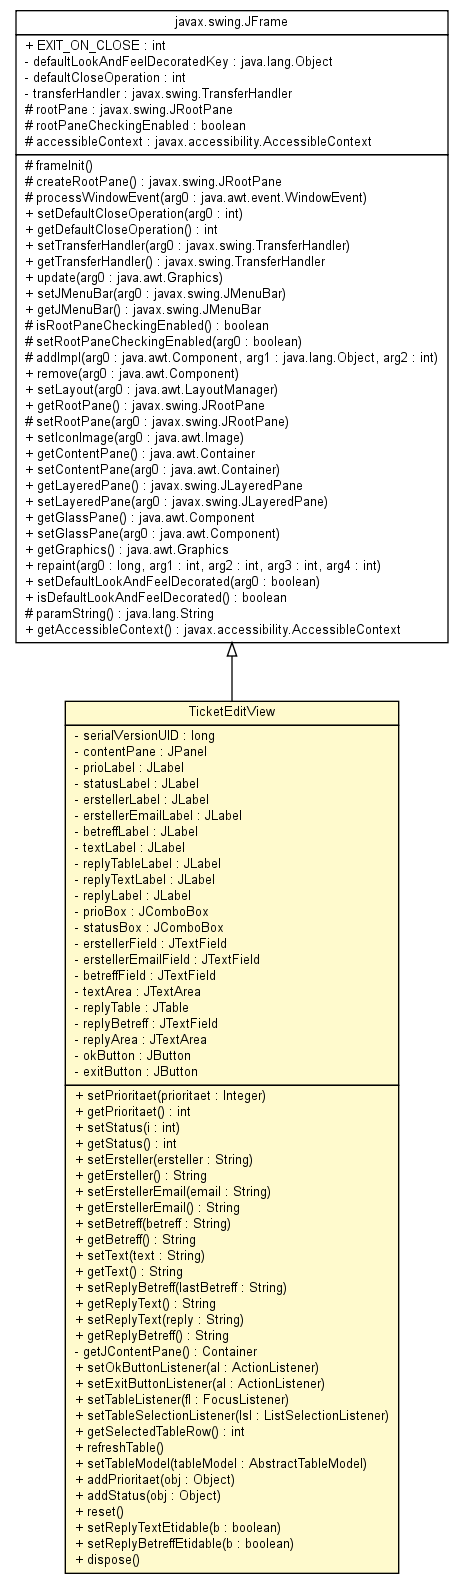 javax.swing.JFrame
+ EXIT_ON_CLOSE : int
- defaultLookAndFeelDecoratedKey : java.lang.Object
- defaultCloseOperation : int
- transferHandler : javax.swing.TransferHandler
# rootPane : javax.swing.JRootPane
# rootPaneCheckingEnabled : boolean
# accessibleContext : javax.accessibility.AccessibleContext
# frameInit()
# createRootPane() : javax.swing.JRootPane
# processWindowEvent(arg0 : java.awt.event.WindowEvent)
+ setDefaultCloseOperation(arg0 : int)
+ getDefaultCloseOperation() : int
+ setTransferHandler(arg0 : javax.swing.TransferHandler)
+ getTransferHandler() : javax.swing.TransferHandler
+ update(arg0 : java.awt.Graphics)
+ setJMenuBar(arg0 : javax.swing.JMenuBar)
+ getJMenuBar() : javax.swing.JMenuBar
# isRootPaneCheckingEnabled() : boolean
# setRootPaneCheckingEnabled(arg0 : boolean)
# addImpl(arg0 : java.awt.Component, arg1 : java.lang.Object, arg2 : int)
+ remove(arg0 : java.awt.Component)
+ setLayout(arg0 : java.awt.LayoutManager)
+ getRootPane() : javax.swing.JRootPane
# setRootPane(arg0 : javax.swing.JRootPane)
+ setIconImage(arg0 : java.awt.Image)
+ getContentPane() : java.awt.Container
+ setContentPane(arg0 : java.awt.Container)
+ getLayeredPane() : javax.swing.JLayeredPane
+ setLayeredPane(arg0 : javax.swing.JLayeredPane)
+ getGlassPane() : java.awt.Component
+ setGlassPane(arg0 : java.awt.Component)
+ getGraphics() : java.awt.Graphics
+ repaint(arg0 : long, arg1 : int, arg2 : int, arg3 : int, arg4 : int)
+ setDefaultLookAndFeelDecorated(arg0 : boolean)
+ isDefaultLookAndFeelDecorated() : boolean
# paramString() : java.lang.String
+ getAccessibleContext() : javax.accessibility.AccessibleContext
TicketEditView
- serialVersionUID : long
- contentPane : JPanel
- prioLabel : JLabel
- statusLabel : JLabel
- erstellerLabel : JLabel
- erstellerEmailLabel : JLabel
- betreffLabel : JLabel
- textLabel : JLabel
- replyTableLabel : JLabel
- replyTextLabel : JLabel
- replyLabel : JLabel
- prioBox : JComboBox
- statusBox : JComboBox
- erstellerField : JTextField
- erstellerEmailField : JTextField
- betreffField : JTextField
- textArea : JTextArea
- replyTable : JTable
- replyBetreff : JTextField
- replyArea : JTextArea
- okButton : JButton
- exitButton : JButton
+ setPrioritaet(prioritaet : Integer)
+ getPrioritaet() : int
+ setStatus(i : int)
+ getStatus() : int
+ setErsteller(ersteller : String)
+ getErsteller() : String
+ setErstellerEmail(email : String)
+ getErstellerEmail() : String
+ setBetreff(betreff : String)
+ getBetreff() : String
+ setText(text : String)
+ getText() : String
+ setReplyBetreff(lastBetreff : String)
+ getReplyText() : String
+ setReplyText(reply : String)
+ getReplyBetreff() : String
- getJContentPane() : Container
+ setOkButtonListener(al : ActionListener)
+ setExitButtonListener(al : ActionListener)
+ setTableListener(fl : FocusListener)
+ setTableSelectionListener(lsl : ListSelectionListener)
+ getSelectedTableRow() : int
+ refreshTable()
+ setTableModel(tableModel : AbstractTableModel)
+ addPrioritaet(obj : Object)
+ addStatus(obj : Object)
+ reset()
+ setReplyTextEtidable(b : boolean)
+ setReplyBetreffEtidable(b : boolean)
+ dispose()